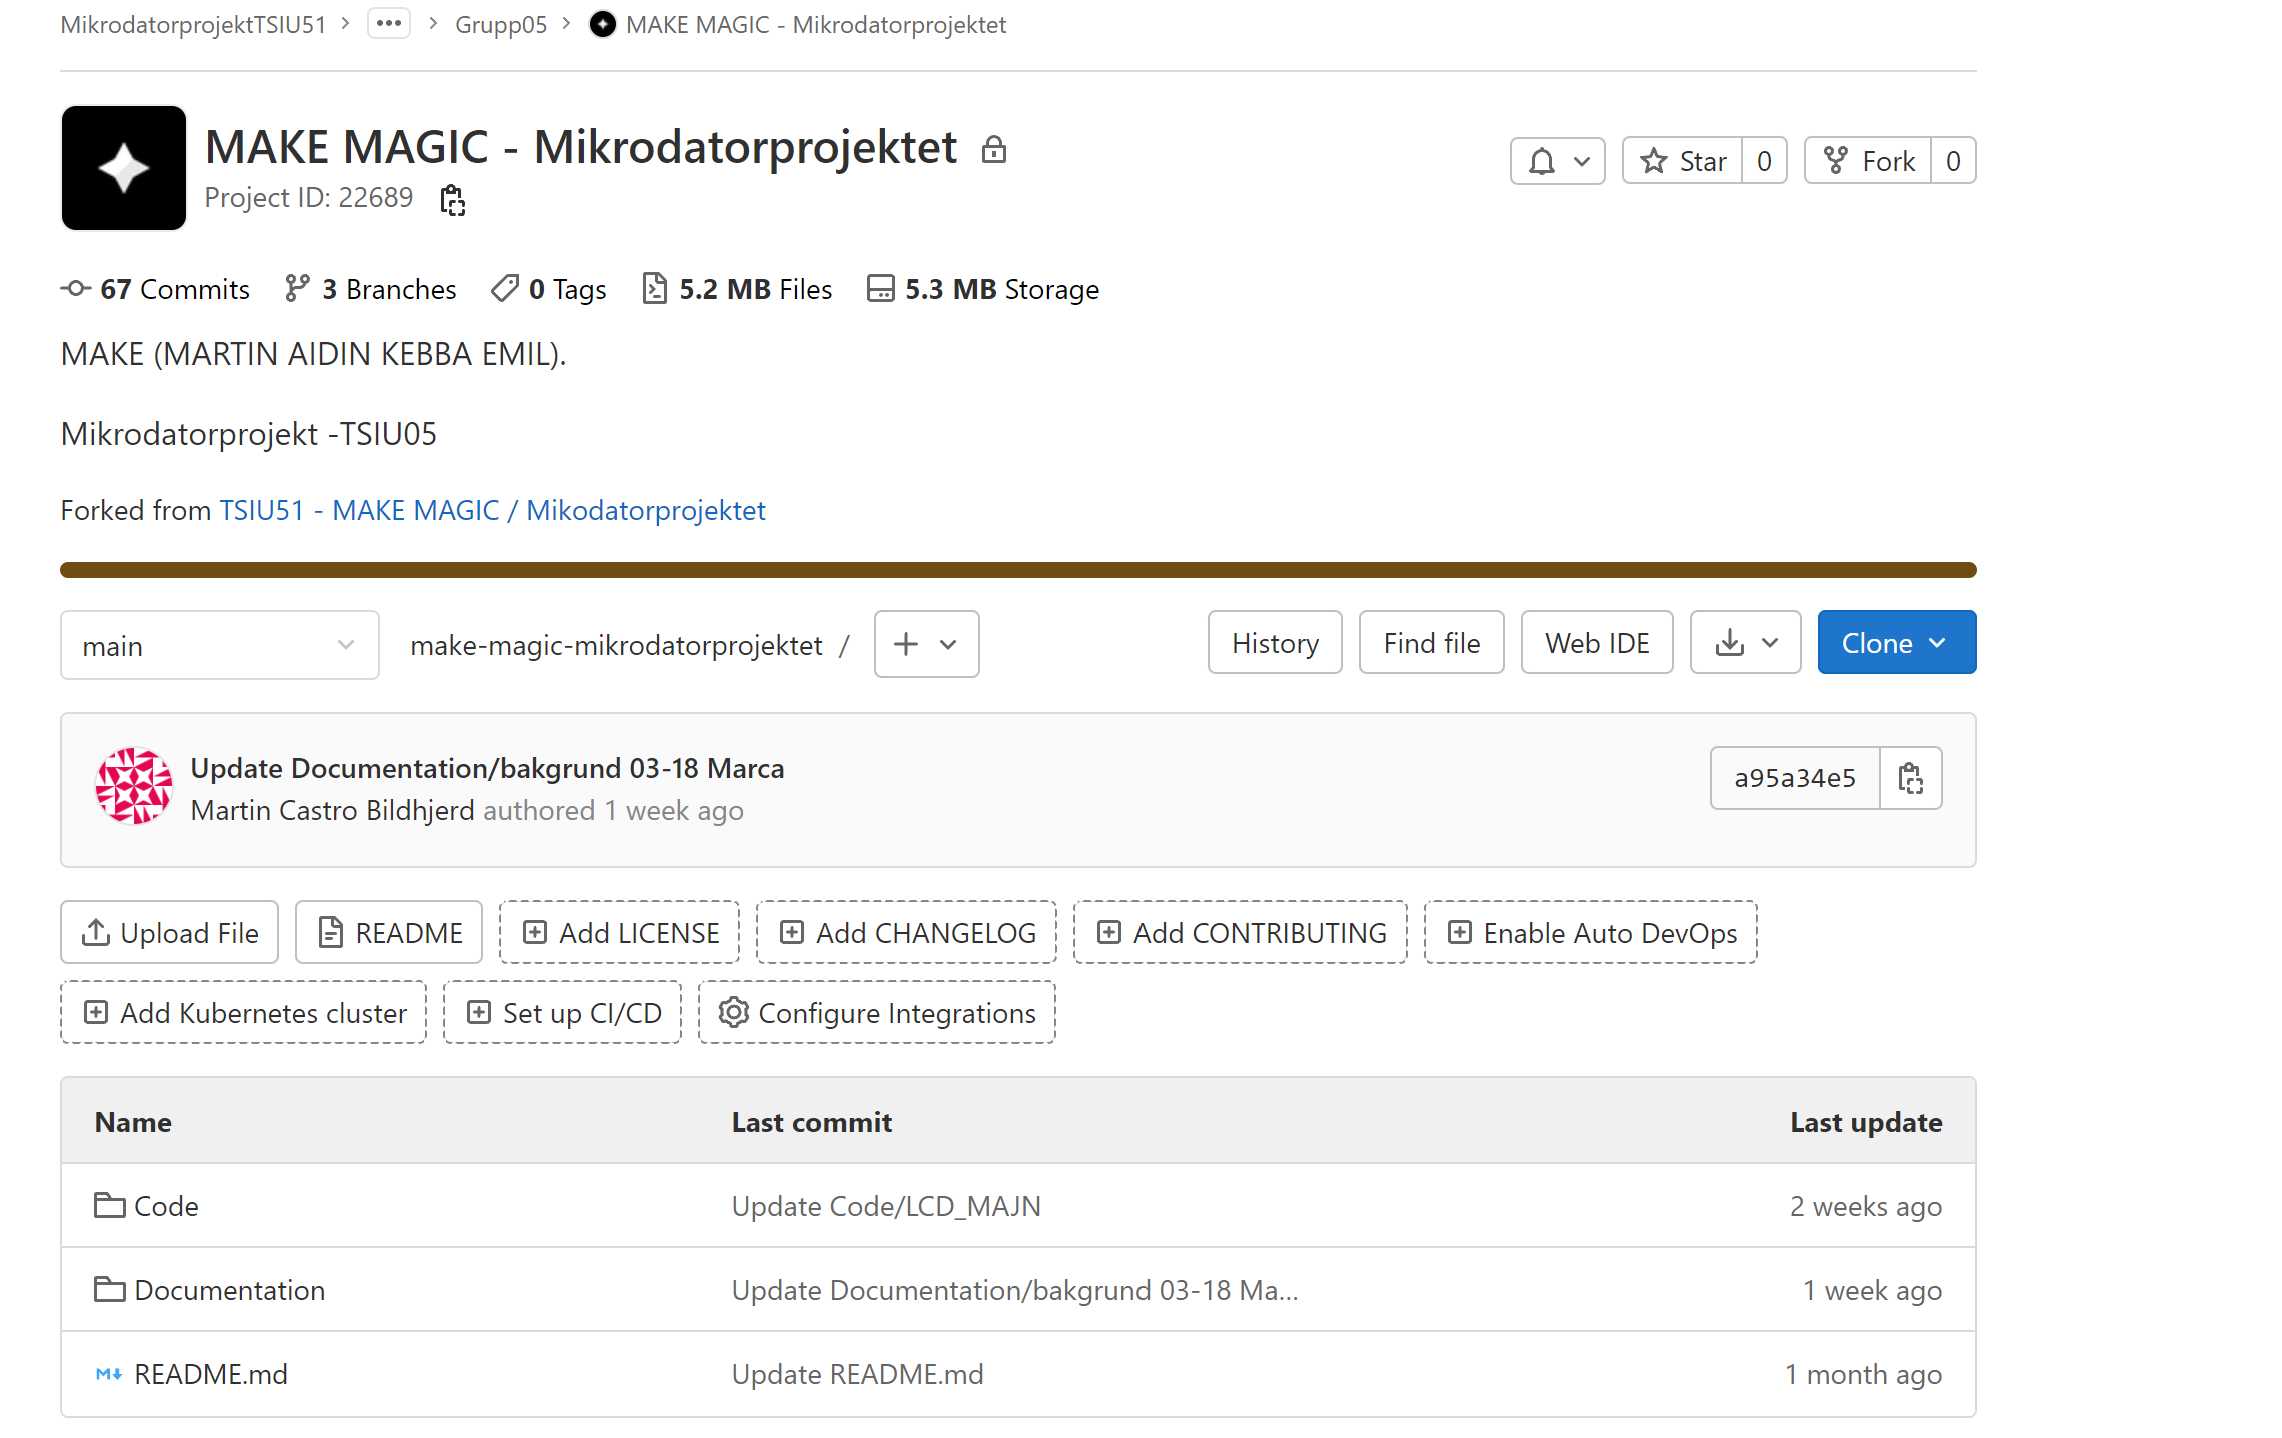 MikrodatorprojektTSIU51 > ••• > Grupp05 > MAKE MAGIC - Mikrodatorprojektet
MAKE MAGIC - Mikrodatorprojektet
Project ID: 22689
Star 0 Fork 0
67 Commits 3 Branches 0 Tags 5.2 MB Files 5.3 MB Storage
MAKE (MARTIN AIDIN KEBBA EMIL).
Mikrodatorprojekt -TSIU05
Forked from TSIU51 - MAKE MAGIC / Mikodatorprojektet
main make-magic-mikrodatorprojektet / + History Find file Web IDE Clone
Update Documentation/bakgrund 03-18 Marca
Martin Castro Bildhjerd authored 1 week ago
a95a34e5
Upload File README Add LICENSE Add CHANGELOG Add CONTRIBUTING Enable Auto DevOps
Add Kubernetes cluster Set up CI/CD Configure Integrations
Name Last commit Last update
Code Update Code/LCD_MAJN 2 weeks ago
Documentation Update Documentation/bakgrund 03-18 Ma... 1 week ago
README.md Update README.md 1 month ago